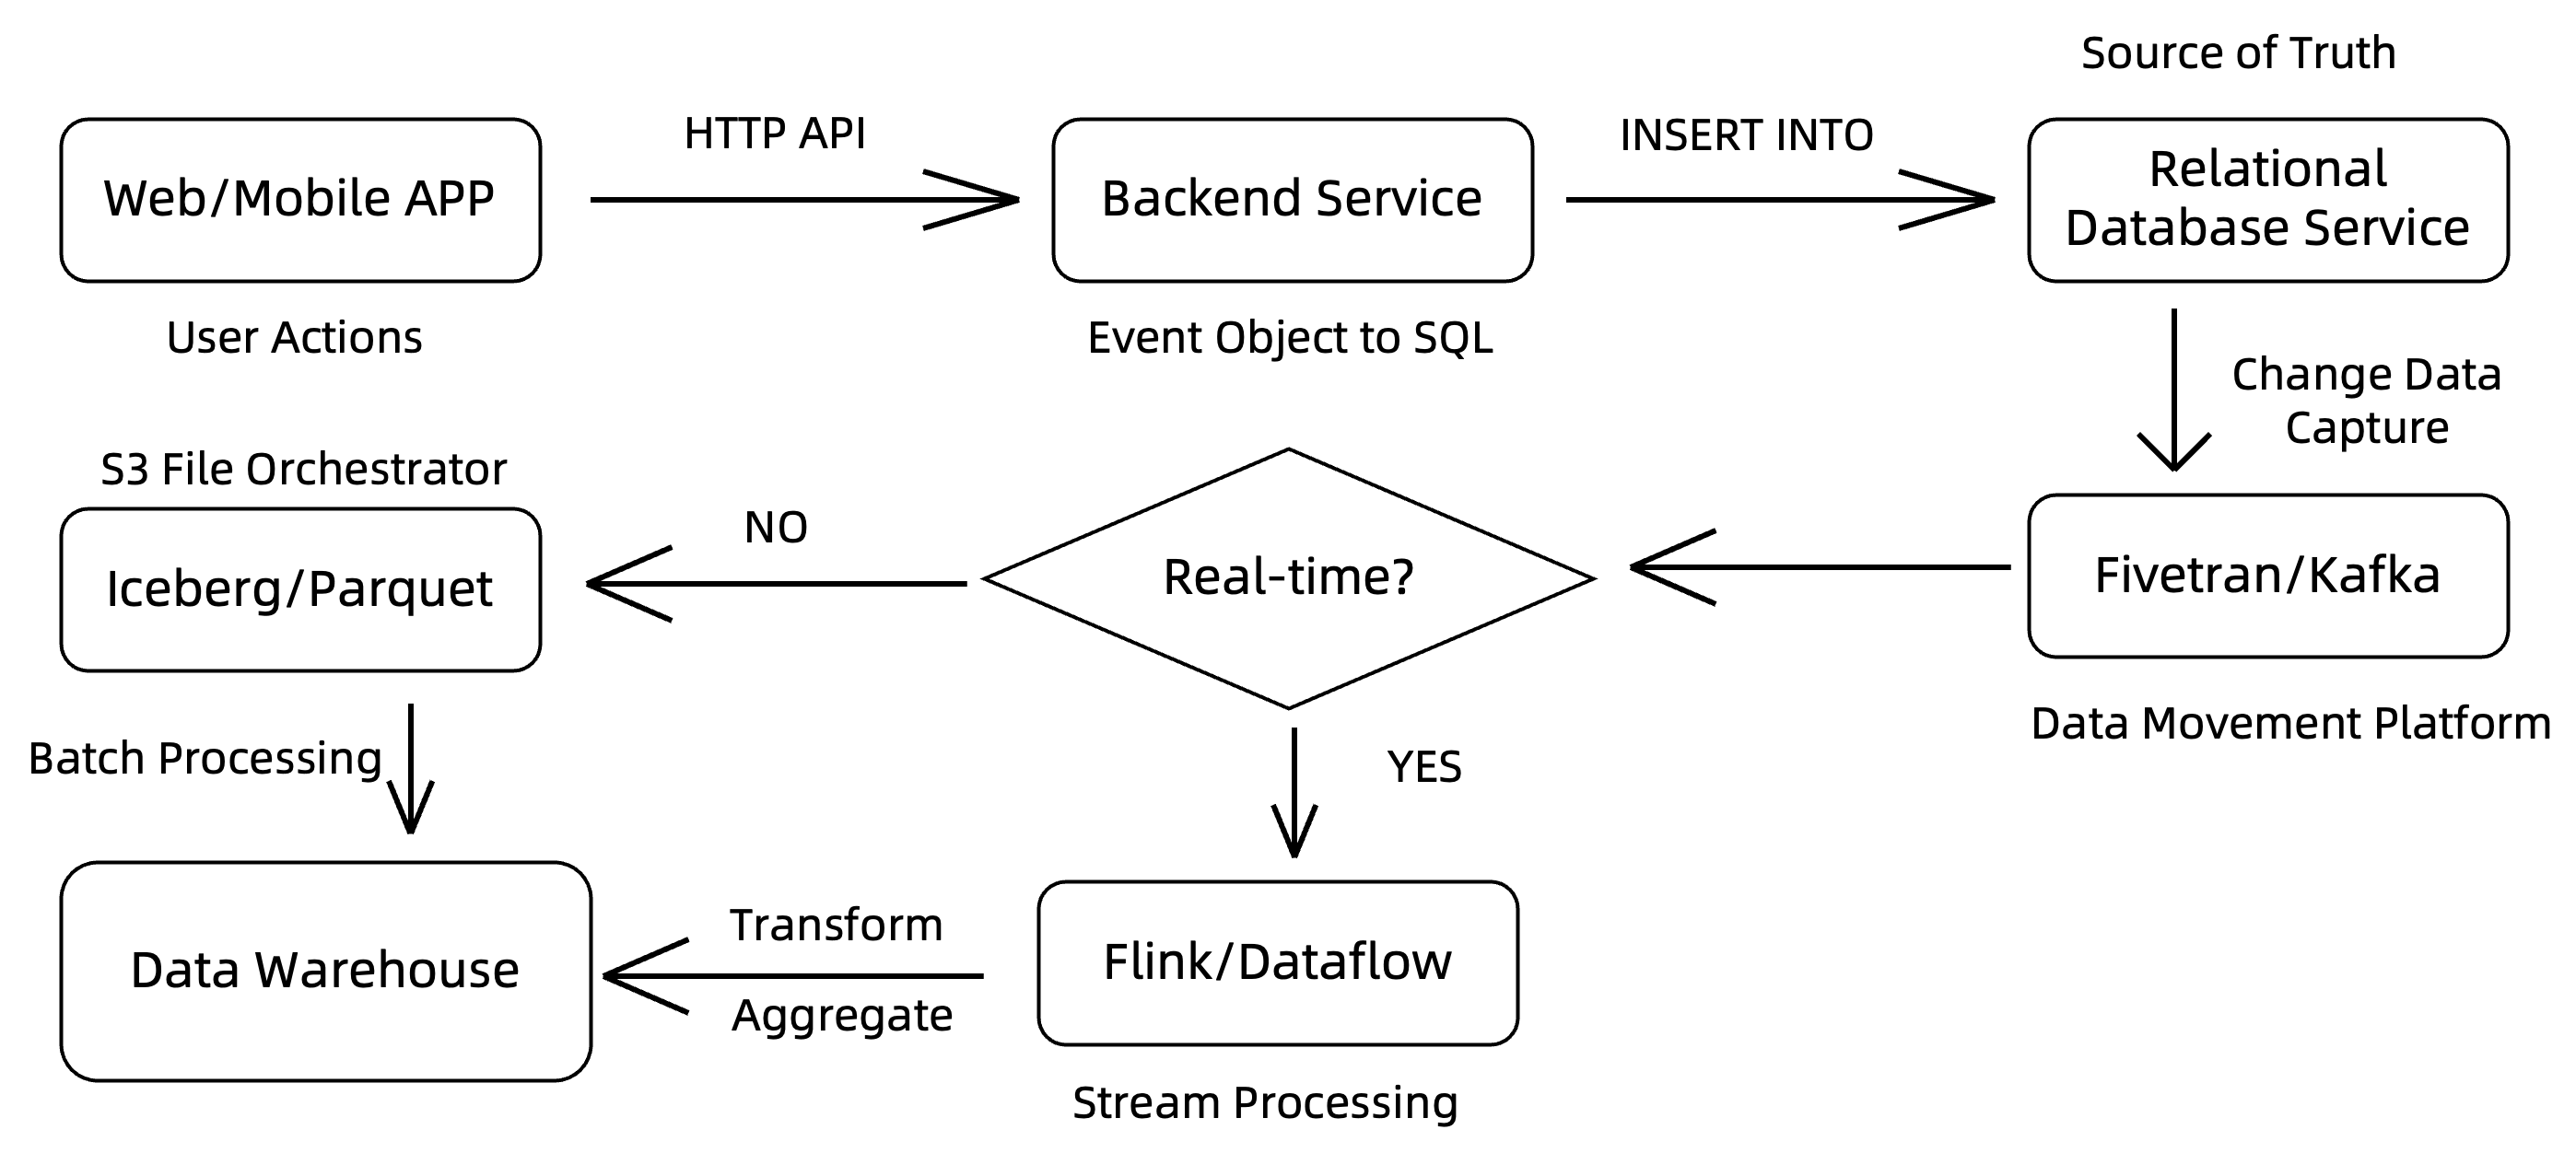 Source of Truth
Web/Mobile APP
HTTP API
Backend Service
INSERT INTO
Relational
Database Service
User Actions
Event Object to SQL
Change Data
Capture
S3 File Orchestrator
Iceberg/Parquet
NO
Real-time?
Fivetran/Kafka
Data Movement Platform
Batch Processing
YES
Data Warehouse
Transform
Aggregate
Flink/Dataflow
Stream Processing